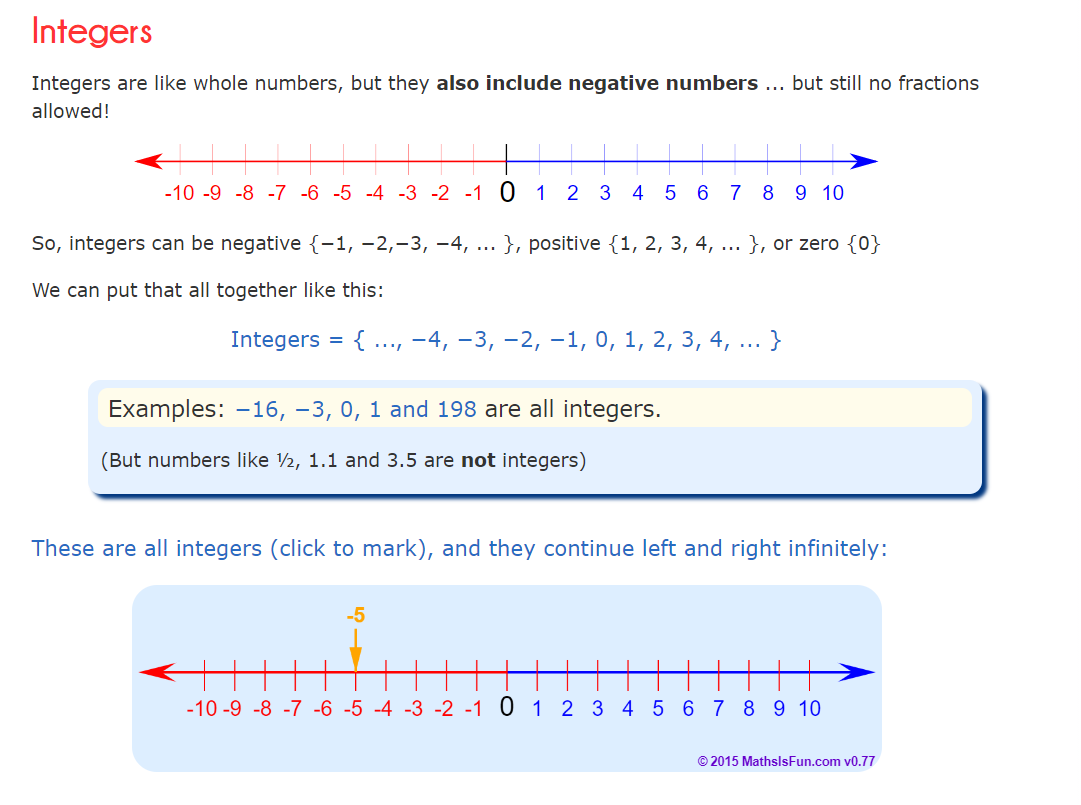 Integers
Integers are like whole numbers, but they also include negative numbers ... but still no fractions
allowed!
-10 -9 -8 -7 -6 -5 -4 -3 -2 -1 0 1 2 3 4 5 6 7 8 9 10
So, integers can be negative {−1, −2,−3, −4, ... }, positive {1, 2, 3, 4, ... }, or zero {0}
We can put that all together like this:
Integers = { ..., −4, −3, −2, −1, 0, 1, 2, 3, 4, ... }
Examples: −16, −3, 0, 1 and 198 are all integers.
(But numbers like ½, 1.1 and 3.5 are not integers)
These are all integers (click to mark), and they continue left and right infinitely:
-5
-10 -9 -8 -7 -6 -5 -4 -3 -2 -1 0 1 2 3 4 5 6 7 8 9 10
© 2015 MathsIsFun.com v0.77